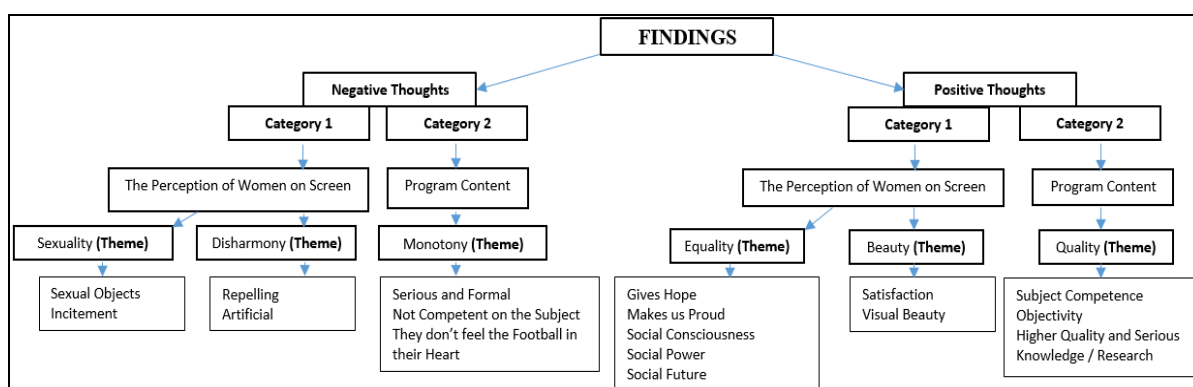 FINDINGS
Negative Thoughts
Positive Thoughts
Category 1
Category 2
Category 1
Category 2
The Perception of Women on Screen
Program Content
The Perception of Women on Screen
Program Content
Sexuality (Theme)
Disharmony (Theme)
Monotony (Theme)
Equality (Theme)
Beauty (Theme)
Quality (Theme)
Sexual Objects
Incitement
Repelling
Artificial
Serious and Formal
Not Competent on the Subject
They don't feel the Football in
their Heart
Gives Hope
Makes us Proud
Social Consciousness
Social Power
Social Future
Satisfaction
Visual Beauty
Subject Competence
Objectivity
Higher Quality and Serious
Knowledge / Research